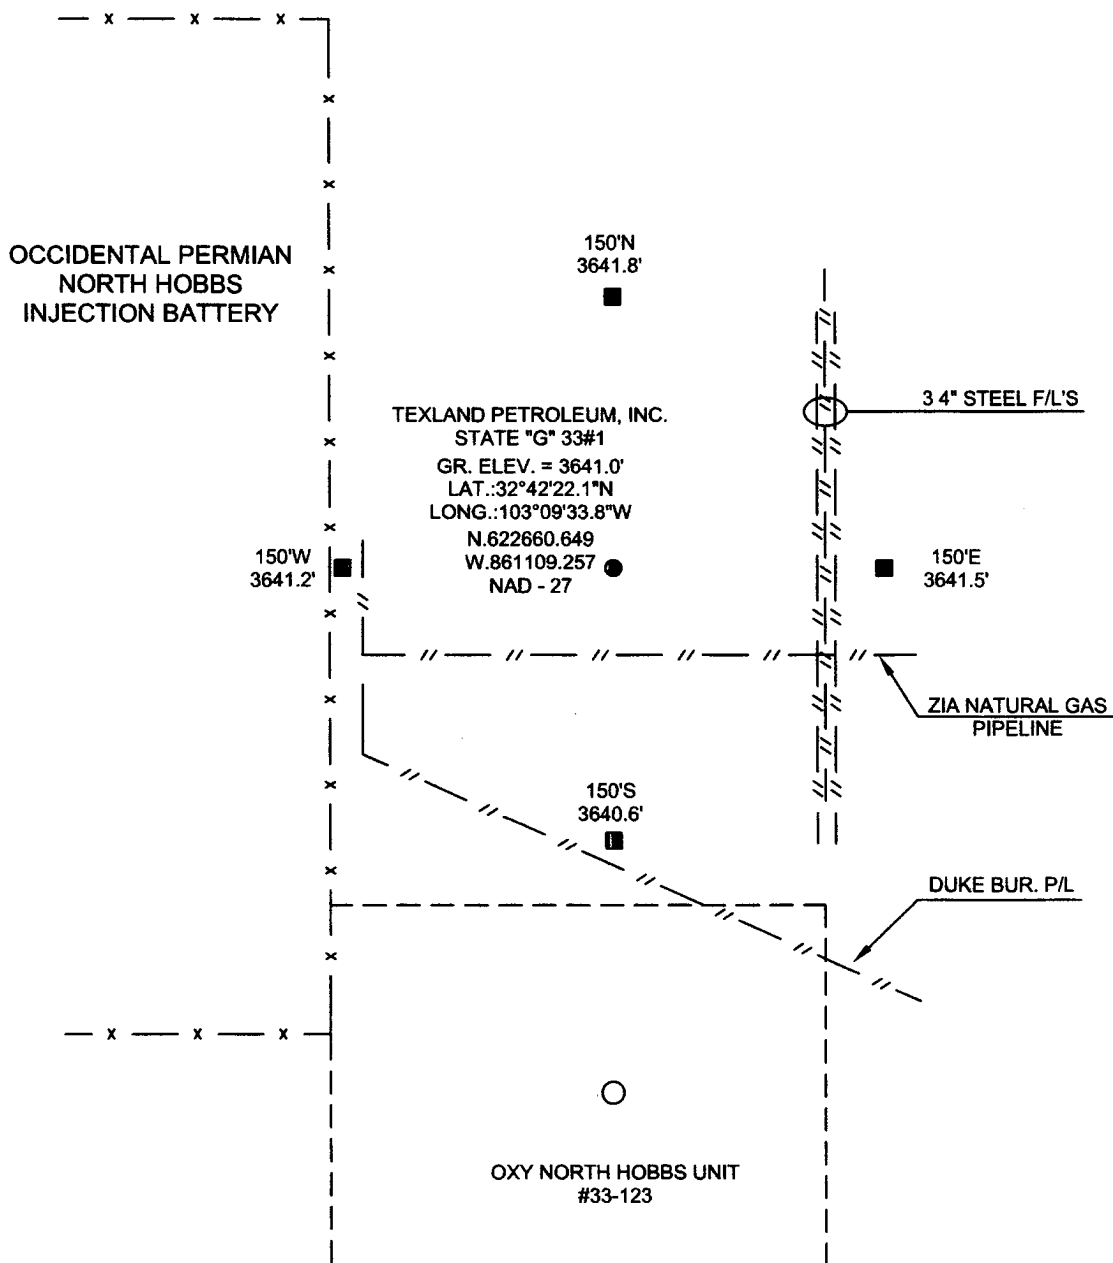 OCCIDENTAL PERMIAN
NORTH HOBBS
INJECTION BATTERY
150'N
3641.8'
3 4" STEEL F/L'S
TEXLAND PETROLEUM, INC.
STATE "G" 33#1
GR. ELEV. = 3641.0'
LAT.:32°42'22.1"N
LONG.:103°09'33.8"W
N.622660.649
W.861109.257
NAD - 27
150'W
3641.2'
150'E
3641.5'
ZIA NATURAL GAS
PIPELINE
150'S
3640.6'
DUKE BUR. P/L
OXY NORTH HOBBS UNIT
#33-123